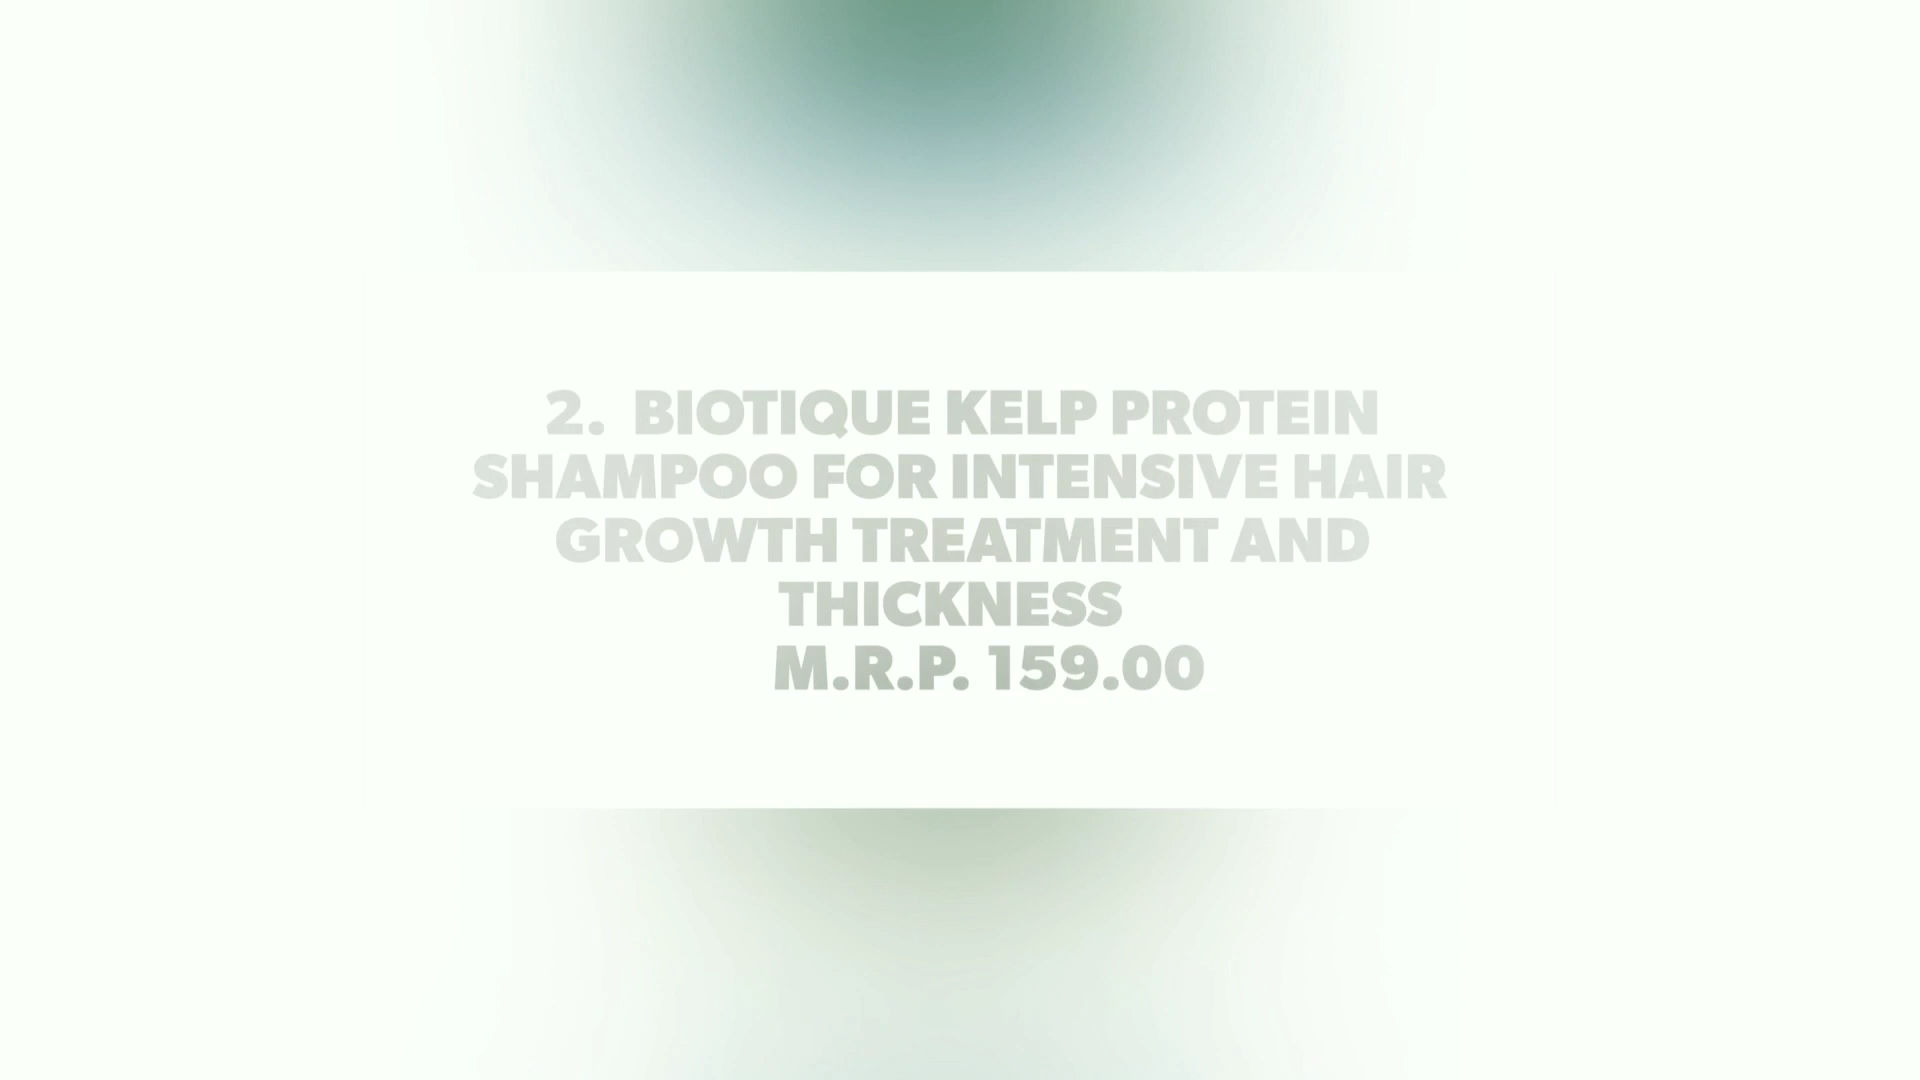 2. BIOTIQUE KELP PROTEIN
SHAMPOO FOR INTENSIVE HAIR
GROWTH TREATMENT AND
THICKNESS
M.R.P. 159.00